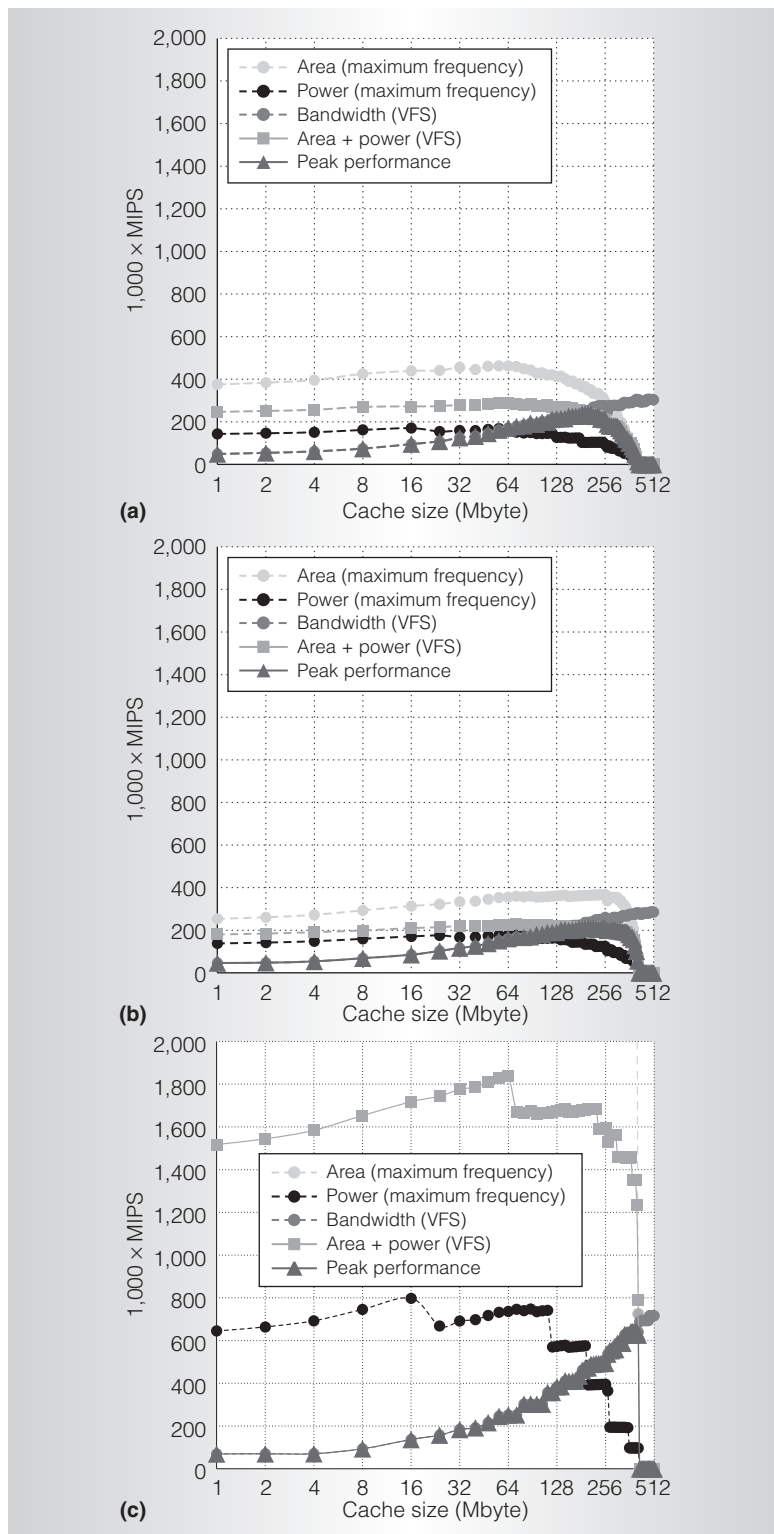 2,000
1,800
1,600
1,400
1,200
1,000
800
600
400
200
0
1,000 × MIPS
Area (maximum frequency)
Power (maximum frequency)
Bandwidth (VFS)
Area + power (VFS)
Peak performance
1 2 4 8 16 32 64 128 256 512
Cache size (Mbyte)
(a)
2,000
1,800
1,600
1,400
1,200
1,000
800
600
400
200
0
1,000 × MIPS
Area (maximum frequency)
Power (maximum frequency)
Bandwidth (VFS)
Area + power (VFS)
Peak performance
1 2 4 8 16 32 64 128 256 512
Cache size (Mbyte)
(b)
2,000
1,800
1,600
1,400
1,200
1,000
800
600
400
200
0
1,000 × MIPS
Area (maximum frequency)
Power (maximum frequency)
Bandwidth (VFS)
Area + power (VFS)
Peak performance
1 2 4 8 16 32 64 128 256 512
Cache size (Mbyte)
(c)